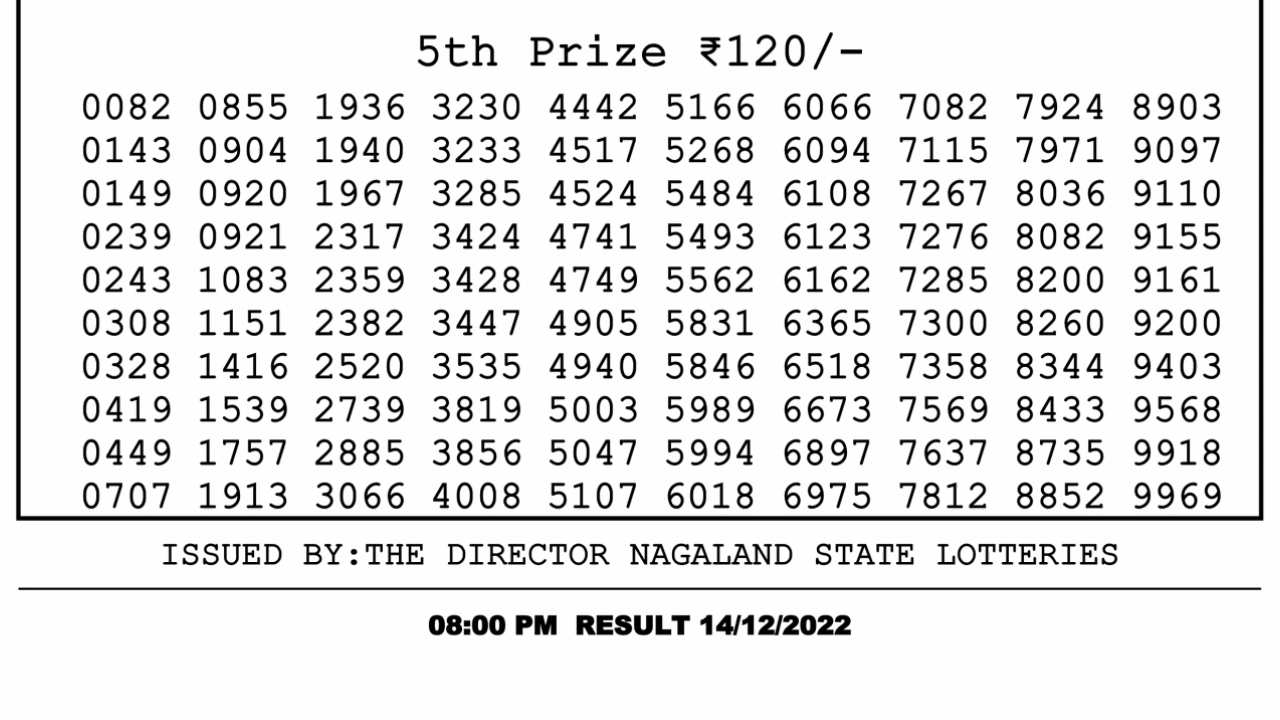 5th Prize ₹120/-
0082 0855 1936 3230 4442 5166 6066 7082 7924 8903
0143 0904 1940 3233 4517 5268 6094 7115 7971 9097
0149 0920 1967 3285 4524 5484 6108 7267 8036 9110
0239 0921 2317 3424 4741 5493 6123 7276 8082 9155
0243 1083 2359 3428 4749 5562 6162 7285 8200 9161
0308 1151 2382 3447 4905 5831 6365 7300 8260 9200
0328 1416 2520 3535 4940 5846 6518 7358 8344 9403
0419 1539 2739 3819 5003 5989 6673 7569 8433 9568
0449 1757 2885 3856 5047 5994 6897 7637 8735 9918
0707 1913 3066 4008 5107 6018 6975 7812 8852 9969
ISSUED BY:THE DIRECTOR NAGALAND STATE LOTTERIES
08:00 PM RESULT 14/12/2022